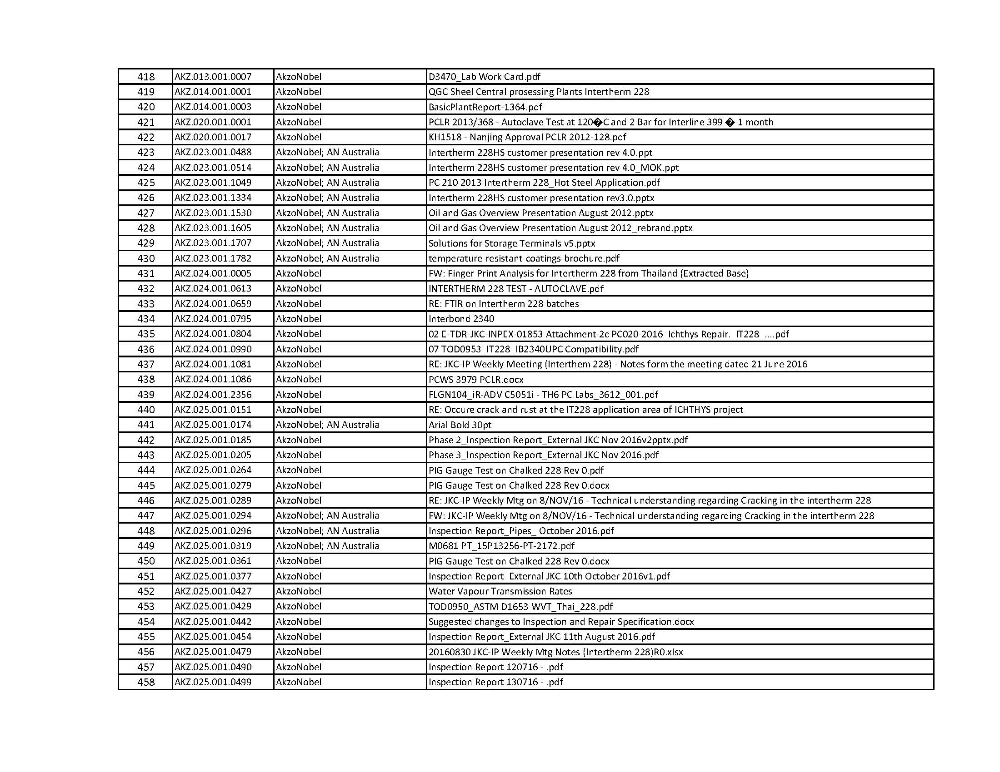 418 AKZ.013.001.0007 AkzoNobel D3470_Lab Work Card.pdf
419 AKZ.014.001.0001 AkzoNobel QGC Sheel Central prosessing Plants Intertherm 228
420 AKZ.014.001.0003 AkzoNobel BasicPlantReport-1364.pdf
421 AKZ.020.001.0001 AkzoNobel PCLR 2013/368 - Autoclave Test at 120�C and 2 Bar for Interline 399 � 1 month
422 AKZ.020.001.0017 AkzoNobel KH1518 - Nanjing Approval PCLR 2012-128.pdf
423 AKZ.023.001.0488 AkzoNobel; AN Australia Intertherm 228HS customer presentation rev 4.0.ppt
424 AKZ.023.001.0514 AkzoNobel; AN Australia Intertherm 228HS customer presentation rev 4.0_MOK.ppt
425 AKZ.023.001.1049 AkzoNobel; AN Australia PC 210 2013 Intertherm 228_Hot Steel Application.pdf
426 AKZ.023.001.1334 AkzoNobel; AN Australia Intertherm 228HS customer presentation rev3.0.pptx
427 AKZ.023.001.1530 AkzoNobel; AN Australia Oil and Gas Overview Presentation August 2012.pptx
428 AKZ.023.001.1605 AkzoNobel; AN Australia Oil and Gas Overview Presentation August 2012_rebrand.pptx
429 AKZ.023.001.1707 AkzoNobel; AN Australia Solutions for Storage Terminals v5.pptx
430 AKZ.023.001.1782 AkzoNobel; AN Australia temperature-resistant-coatings-brochure.pdf
431 AKZ.024.001.0005 AkzoNobel FW: Finger Print Analysis for Intertherm 228 from Thailand (Extracted Base)
432 AKZ.024.001.0613 AkzoNobel INTERTHERM 228 TEST - AUTOCLAVE.pdf
433 AKZ.024.001.0659 AkzoNobel RE: FTIR on Intertherm 228 batches
434 AKZ.024.001.0795 AkzoNobel Interbond 2340
435 AKZ.024.001.0804 AkzoNobel 02 E-TDR-JKC-INPEX-01853 Attachment-2c PC020-2016_Ichthys Repair._IT228_....pdf
436 AKZ.024.001.0990 AkzoNobel 07 TOD0953_IT228_IB2340UPC Compatibility.pdf
437 AKZ.024.001.1081 AkzoNobel RE: JKC-IP Weekly Meeting (Interthem 228) - Notes form the meeting dated 21 June 2016
438 AKZ.024.001.1086 AkzoNobel PCWS 3979 PCLR.docx
439 AKZ.024.001.2356 AkzoNobel FLGN104_iR-ADV C5051i - TH6 PC Labs_3612_001.pdf
440 AKZ.025.001.0151 AkzoNobel RE: Occure crack and rust at the IT228 application area of ICHTHYS project
441 AKZ.025.001.0174 AkzoNobel; AN Australia Arial Bold 30pt
442 AKZ.025.001.0185 AkzoNobel Phase 2_Inspection Report_External JKC Nov 2016v2pptx.pdf
443 AKZ.025.001.0205 AkzoNobel Phase 3_Inspection Report_External JKC Nov 2016.pdf
444 AKZ.025.001.0264 AkzoNobel PIG Gauge Test on Chalked 228 Rev 0.pdf
445 AKZ.025.001.0279 AkzoNobel PIG Gauge Test on Chalked 228 Rev 0.docx
446 AKZ.025.001.0289 AkzoNobel RE: JKC-IP Weekly Mtg on 8/NOV/16 - Technical understanding regarding Cracking in the intertherm 228
447 AKZ.025.001.0294 AkzoNobel; AN Australia FW: JKC-IP Weekly Mtg on 8/NOV/16 - Technical understanding regarding Cracking in the intertherm 228
448 AKZ.025.001.0296 AkzoNobel; AN Australia Inspection Report_Pipes_ October 2016.pdf
449 AKZ.025.001.0319 AkzoNobel; AN Australia M0681 PT_15P13256-PT-2172.pdf
450 AKZ.025.001.0361 AkzoNobel PIG Gauge Test on Chalked 228 Rev 0.docx
451 AKZ.025.001.0377 AkzoNobel Inspection Report_External JKC 10th October 2016v1.pdf
452 AKZ.025.001.0427 AkzoNobel Water Vapour Transmission Rates
453 AKZ.025.001.0429 AkzoNobel TOD0950_ASTM D1653 WVT_Thai_228.pdf
454 AKZ.025.001.0442 AkzoNobel Suggested changes to Inspection and Repair Specification.docx
455 AKZ.025.001.0454 AkzoNobel Inspection Report_External JKC 11th August 2016.pdf
456 AKZ.025.001.0479 AkzoNobel 20160830 JKC-IP Weekly Mtg Notes (Intertherm 228)R0.xlsx
457 AKZ.025.001.0490 AkzoNobel Inspection Report 120716 - .pdf
458 AKZ.025.001.0499 AkzoNobel Inspection Report 130716 - .pdf